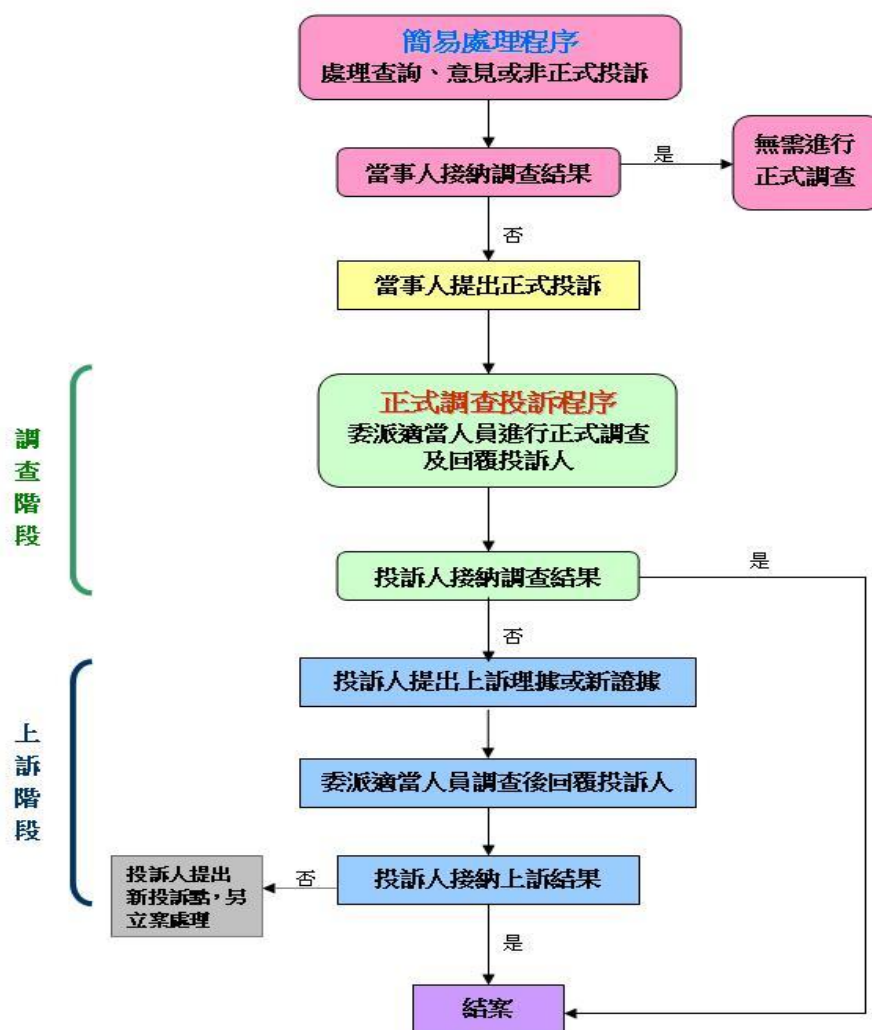 簡易處理程序
處理查詢、意見或非正式投訴
當事人接納調查結果
是
無需進行
正式調查
否
當事人提出正式投訴
調查階段
正式調查投訴程序
委派適當人員進行正式調查
及回覆投訴人
投訴人接納調查結果
是
否
上訴階段
投訴人提出上訴理據或新證據
委派適當人員調查後回覆投訴人
投訴人接納上訴結果
否
投訴人提出
新投訴點，另
立案處理
是
結案